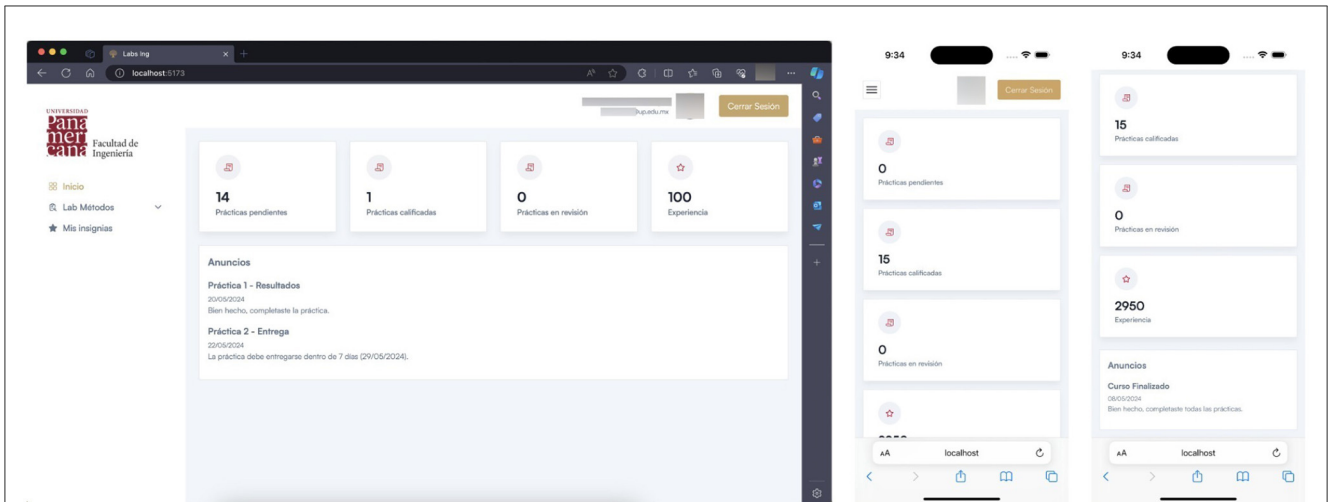 Labs Ing
localhost:5173
up.edu.mx
Cerrar Sesión
UNIVERSIDAD
Pana
mer
cana
Facultad de
Ingeniería
Inicio
Lab Métodos
Mis insignias
14
Prácticas pendientes
1
Prácticas calificadas
0
Prácticas en revisión
100
Experiencia
Anuncios
Práctica 1 - Resultados
20/05/2024
Bien hecho, completaste la práctica.
Práctica 2 - Entrega
22/05/2024
La práctica debe entregarse dentro de 7 días (29/05/2024).
9:34
Cerrar Sesión
0
Prácticas pendientes
15
Prácticas calificadas
0
Prácticas en revisión
AA
localhost
9:34
15
Prácticas calificadas
0
Prácticas en revisión
2950
Experiencia
Anuncios
Curso Finalizado
08/05/2024
Bien hecho, completaste todas las prácticas.
AA
localhost